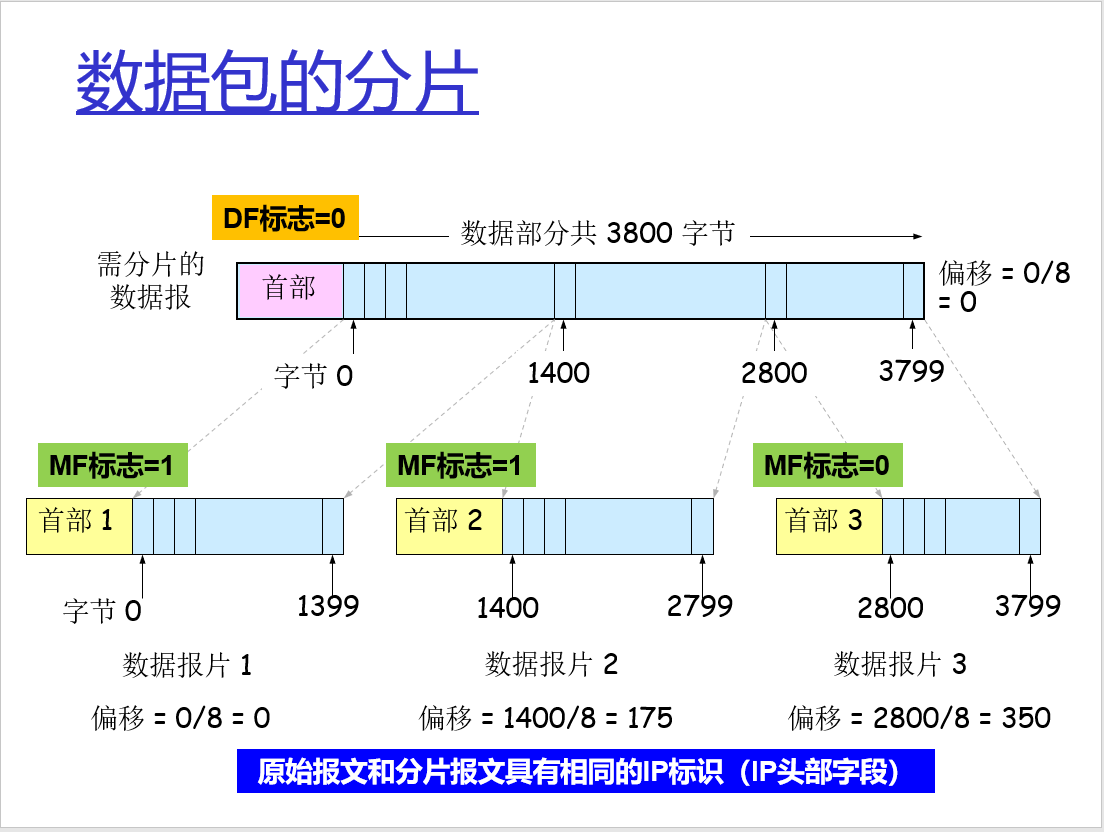 数据包的分片
DF标志=0
数据部分共 3800 字节
需分片的
数据报
首部
偏移 = 0/8
= 0
字节 0
1400
2800
3799
MF标志=1
MF标志=1
MF标志=0
首部 1
首部 2
首部 3
字节 0
1399
1400
2799
2800
3799
数据报片 1
数据报片 2
数据报片 3
偏移 = 0/8 = 0
偏移 = 1400/8 = 175
偏移 = 2800/8 = 350
原始报文和分片报文具有相同的IP标识（IP头部字段）